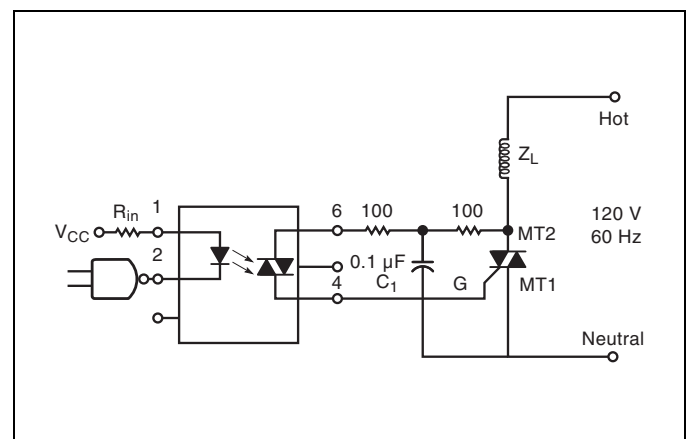 Hot
Z_L
R_in 1
6 100 100
120 V
60 Hz
V_CC
MT2
2
0.1 µF
C_1
4
G
MT1
Neutral